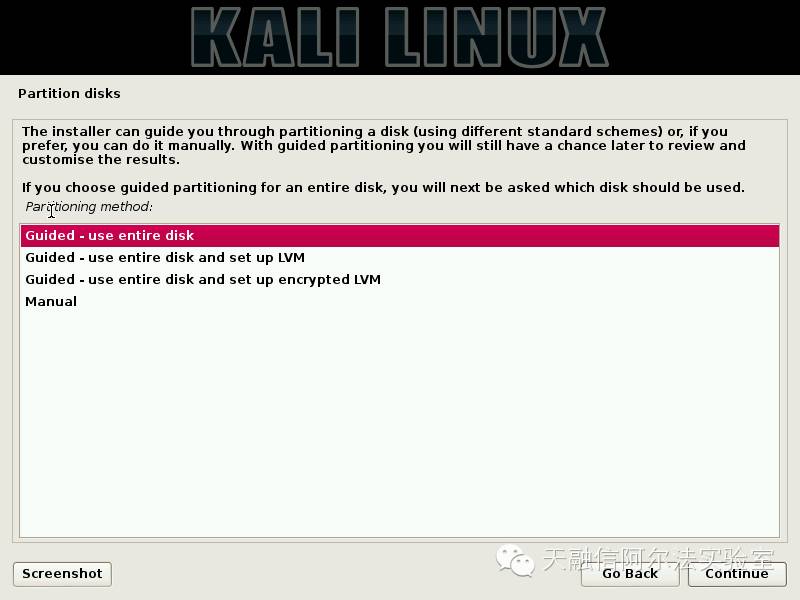 KALI LINUX
Partition disks
The installer can guide you through partitioning a disk (using different standard schemes) or, if you
prefer, you can do it manually. With guided partitioning you will still have a chance later to review and
customise the results.
If you choose guided partitioning for an entire disk, you will next be asked which disk should be used.
Partitioning method:
Guided - use entire disk
Guided - use entire disk and set up LVM
Guided - use entire disk and set up encrypted LVM
Manual
天融信阿尔法实验室
Screenshot
Go Back
Continue